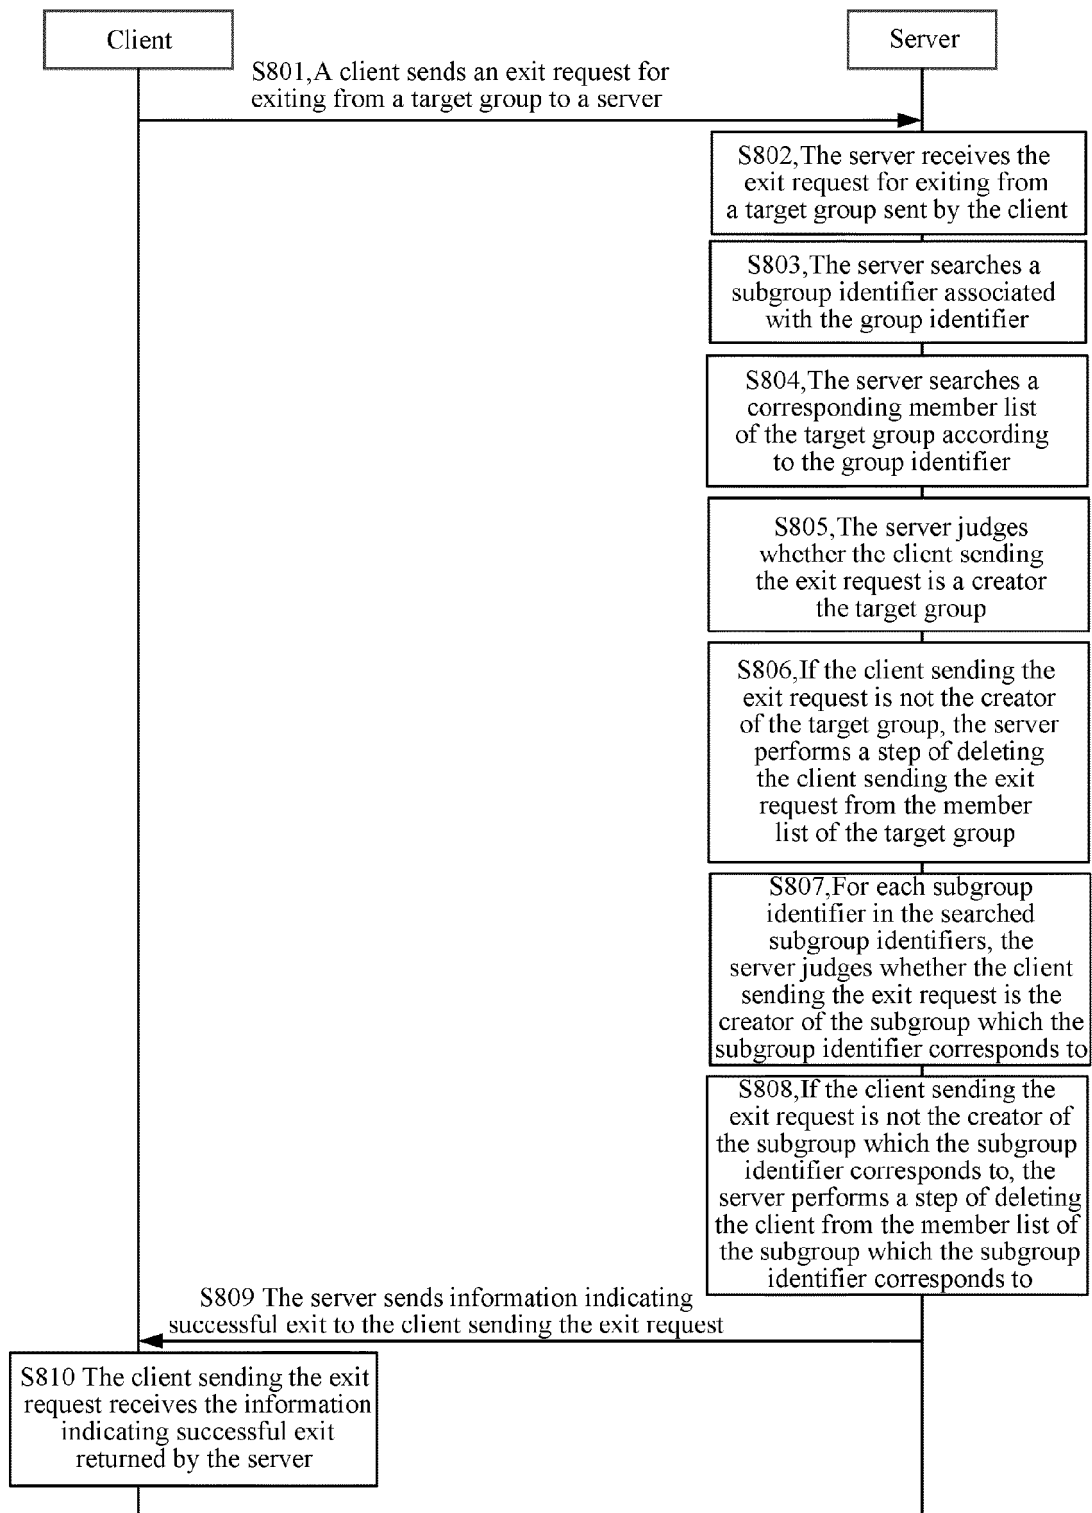 Client
Server
S801,A client sends an exit request for
exiting from a target group to a server
S802,The server receives the
exit request for exiting from
a target group sent by the client
S803,The server searches a
subgroup identifier associated
with the group identifier
S804,The server searches a
corresponding member list
of the target group according
to the group identifier
S805,The server judges
whether the client sending
the exit request is a creator
the target group
S806,If the client sending the
exit request is not the creator
of the target group, the server
performs a step of deleting
the client sending the exit
request from the member
list of the target group
S807,For each subgroup
identifier in the searched
subgroup identifiers, the
server judges whether the client
sending the exit request is the
creator of the subgroup which the
subgroup identifier corresponds to
S808,If the client sending the
exit request is not the creator of
the subgroup which the subgroup
identifier corresponds to, the
server performs a step of deleting
the client from the member list of
the subgroup which the subgroup
identifier corresponds to
S809 The server sends information indicating
successful exit to the client sending the exit request
S810 The client sending the exit
request receives the information
indicating successful exit
returned by the server